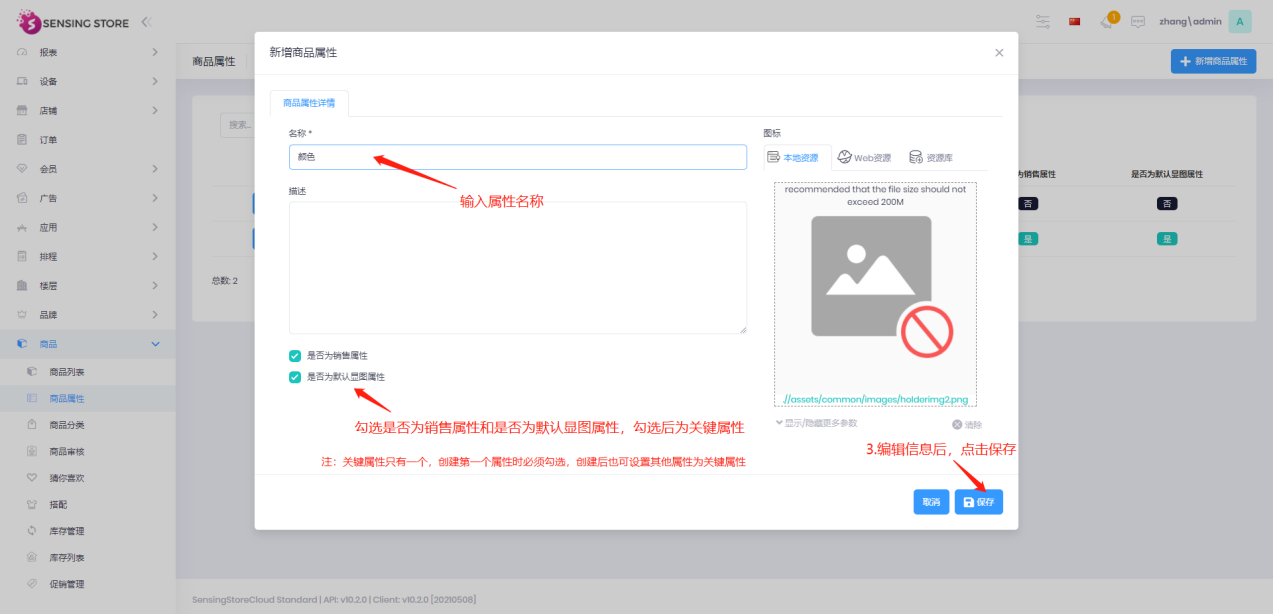 SENSING STORE
1
zhang\admin
A
报表
设备
店铺
订单
会员
广告
应用
排程
楼层
品牌
商品
商品列表
商品属性
商品分类
商品审核
猜你喜欢
搭配
库存管理
库存列表
促销管理
商品属性
新增商品属性
搜索...
为销售属性
是否为默认显图属性
否
否
是
是
总数: 2
新增商品属性
商品属性详情
名称 *
颜色
输入属性名称
描述
是否为销售属性
是否为默认显图属性
勾选是否为销售属性和是否为默认显图属性，勾选后为关键属性
注：关键属性只有一个，创建第一个属性时必须勾选，创建后也可设置其他属性为关键属性
图标
本地资源
Web资源
资源库
recommended that the file size should not
exceed 200M
//assets/common/images/holderimg2.png
显示/隐藏更多参数
清除
3.编辑信息后，点击保存
取消
保存
SensingStoreCloud Standard | API: v10.2.0 | Client: v10.2.0 [20210508]